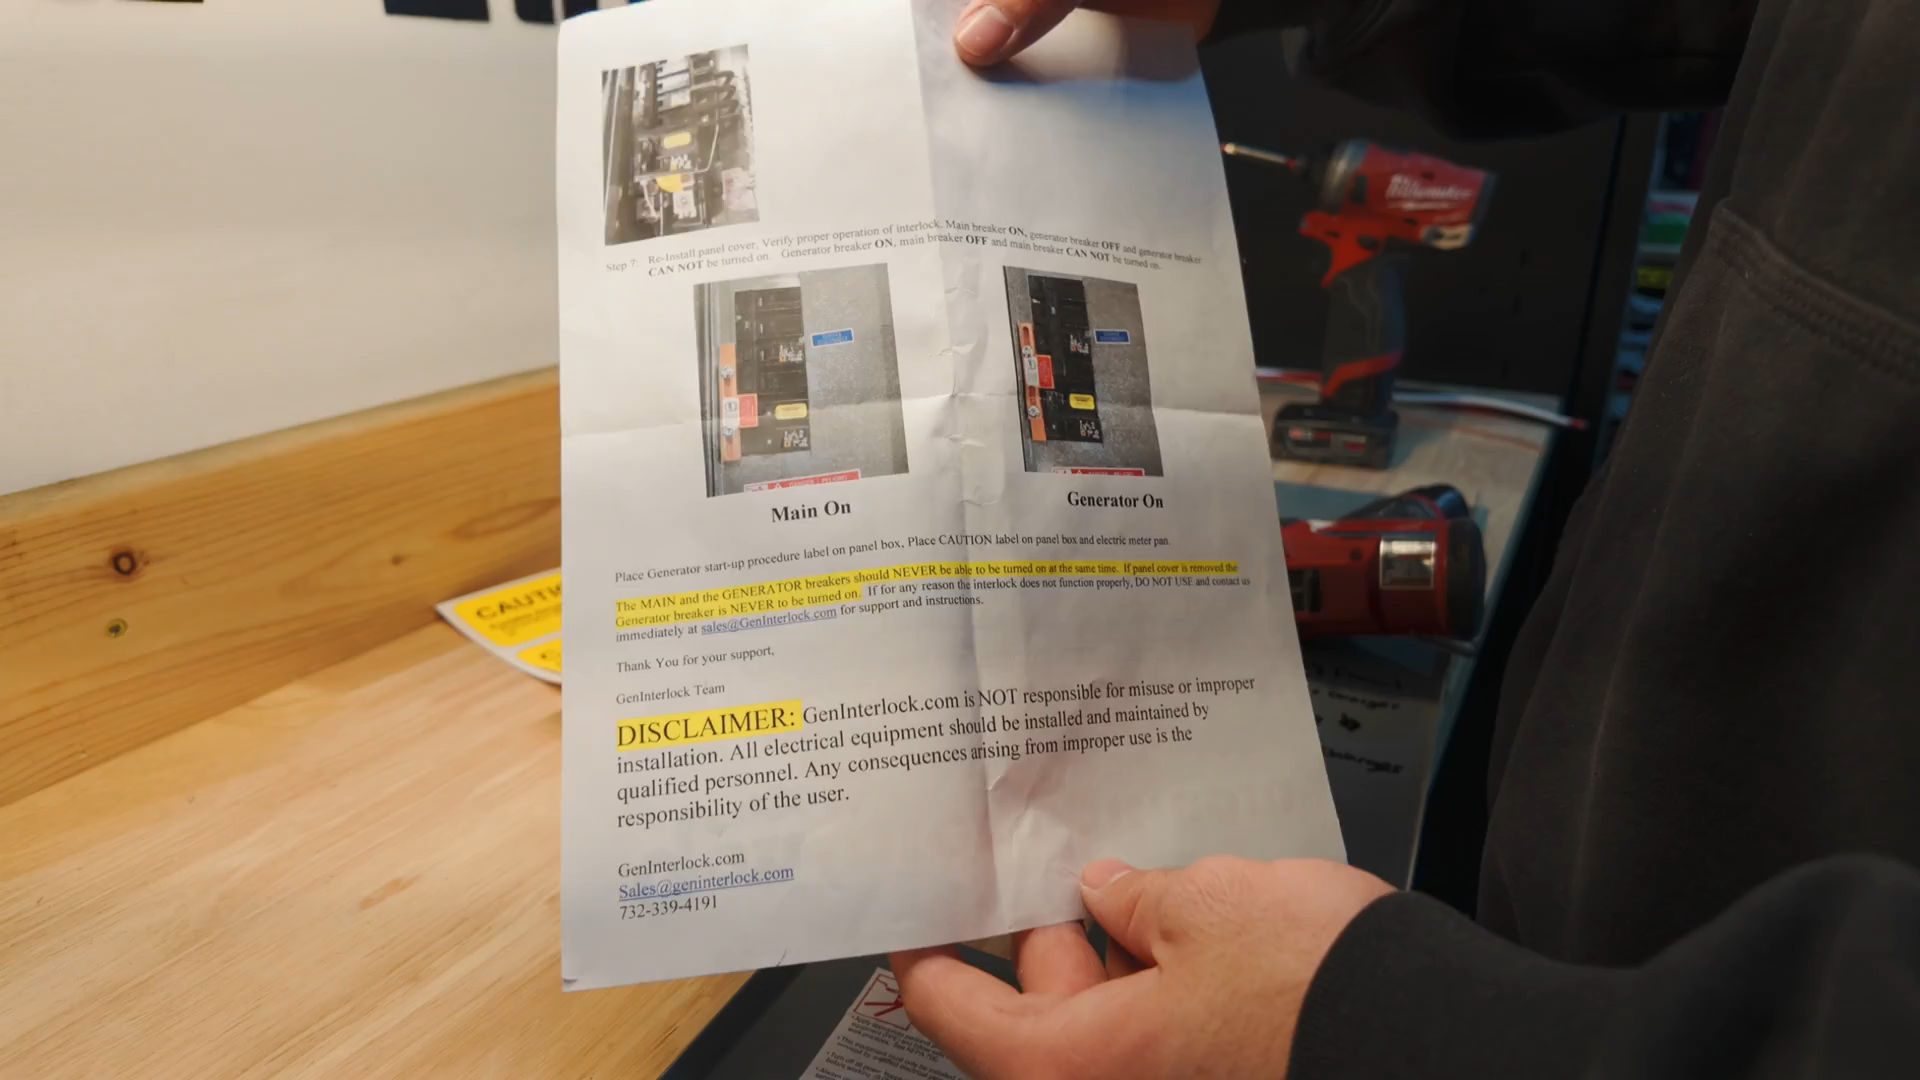 Milwaukee
Step 7: Re-Install panel cover, Verify proper operation of interlock. Main breaker ON, generator breaker OFF and generator breaker
CAN NOT be turned on. Generator breaker ON, main breaker OFF and main breaker CAN NOT be turned on.
Main On
Generator On
Place Generator start-up procedure label on panel box, Place CAUTION label on panel box and electric meter pan.
The MAIN and the GENERATOR breakers should NEVER be able to be turned on at the same time. If panel cover is removed the
Generator breaker is NEVER to be turned on. If for any reason the interlock does not function properly, DO NOT USE and contact us
immediately at sales@GenInterlock.com for support and instructions.
Thank You for your support,
GenInterlock Team
DISCLAIMER: GenInterlock.com is NOT responsible for misuse or improper
installation. All electrical equipment should be installed and maintained by
qualified personnel. Any consequences arising from improper use is the
responsibility of the user.
GenInterlock.com
Sales@geninterlock.com
732-339-4191